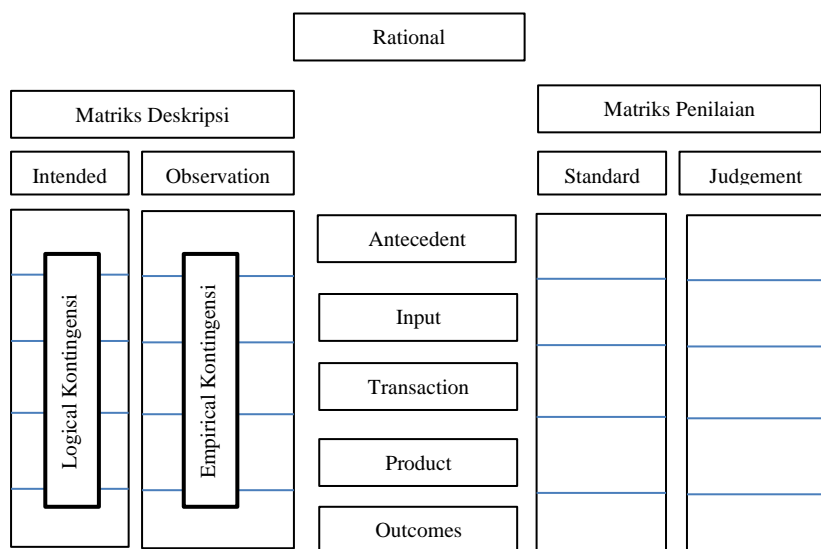 Rational
Matriks Deskripsi
Matriks Penilaian
Intended
Observation
Standard
Judgement
Antecedent
Input
Transaction
Product
Outcomes
Logical Kontingensi
Empirical Kontingensi